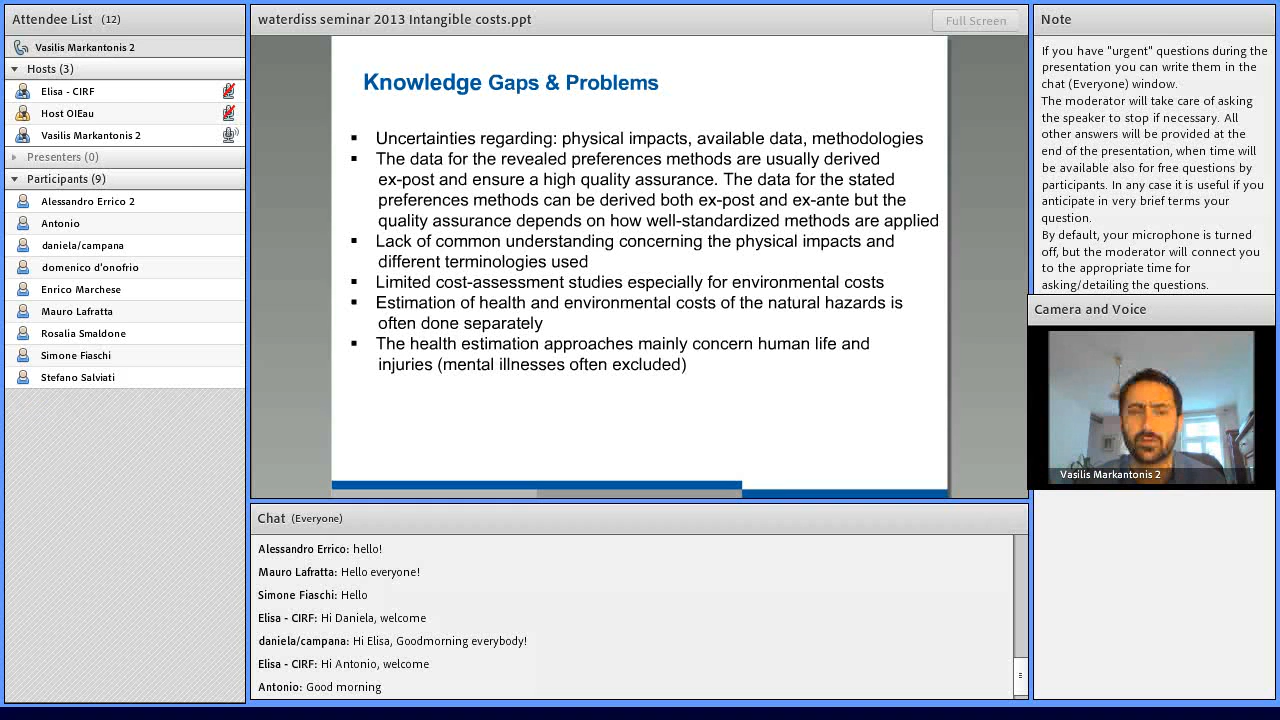 Attendee List (12)
Vasilis Markantonis 2
Hosts (3)
Elisa - CIRF
Host OIEau
Vasilis Markantonis 2
Presenters (0)
Participants (9)
Alessandro Errico 2
Antonio
daniela/campana
domenico d'onofrio
Enrico Marchese
Mauro Lafratta
Rosalia Smaldone
Simone Fiaschi
Stefano Salviati
waterdiss seminar 2013 Intangible costs.ppt
Full Screen
Knowledge Gaps & Problems
▪ Uncertainties regarding: physical impacts, available data, methodologies
▪ The data for the revealed preferences methods are usually derived
ex-post and ensure a high quality assurance. The data for the stated
preferences methods can be derived both ex-post and ex-ante but the
quality assurance depends on how well-standardized methods are applied
▪ Lack of common understanding concerning the physical impacts and
different terminologies used
▪ Limited cost-assessment studies especially for environmental costs
▪ Estimation of health and environmental costs of the natural hazards is
often done separately
▪ The health estimation approaches mainly concern human life and
injuries (mental illnesses often excluded)
Chat (Everyone)
Alessandro Errico: hello!
Mauro Lafratta: Hello everyone!
Simone Fiaschi: Hello
Elisa - CIRF: Hi Daniela, welcome
daniela/campana: Hi Elisa, Goodmorning everybody!
Elisa - CIRF: Hi Antonio, welcome
Antonio: Good morning
Note
If you have "urgent" questions during the
presentation you can write them in the
chat (Everyone) window.
The moderator will take care of asking
the speaker to stop if necessary. All
other answers will be provided at the
end of the presentation, when time will
be available also for free questions by
participants. In any case it is useful if you
anticipate in very brief terms your
question.
By default, your microphone is turned
off, but the moderator will connect you
to the appropriate time for
asking/detailing the questions.
Camera and Voice
Vasilis Markantonis 2